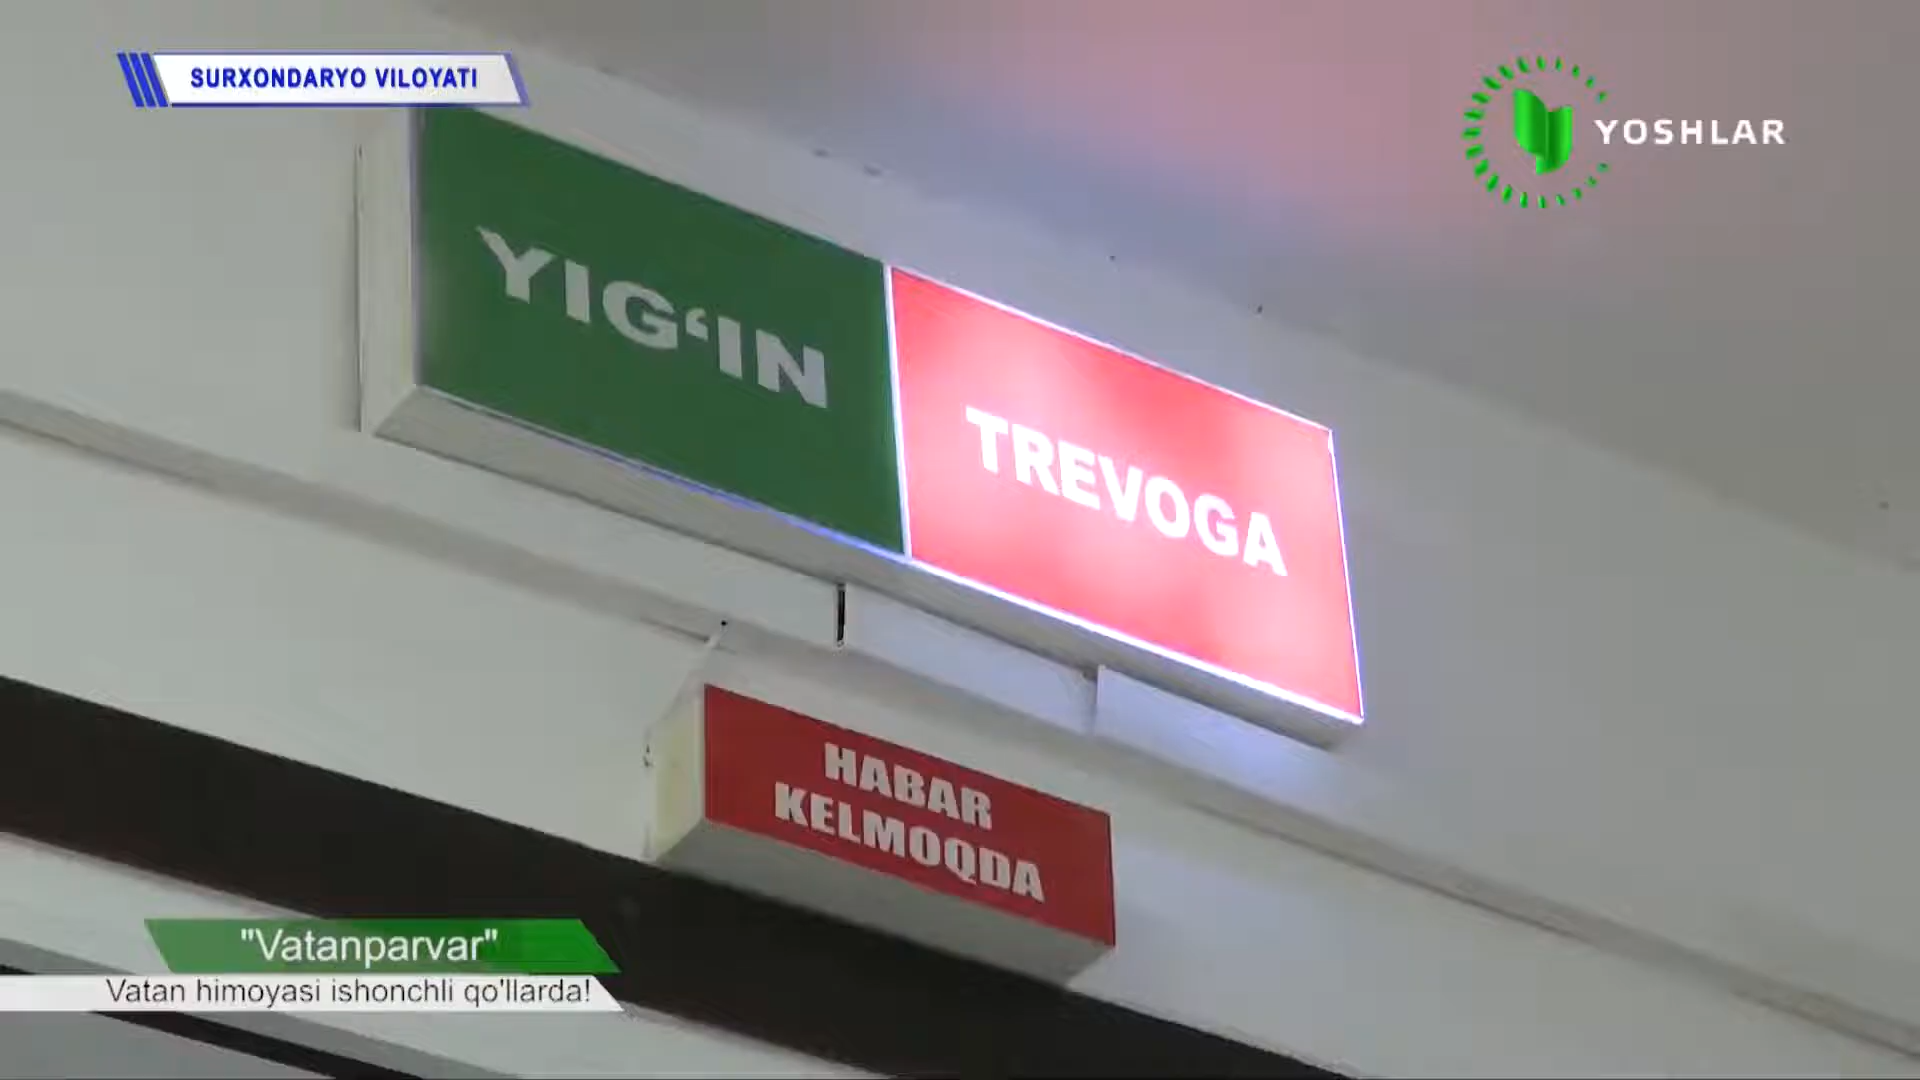 SURXONDARYO VILOYATI
YOSHLAR
YIG‘IN
TREVOGA
HABAR
KELMOQDA
"Vatanparvar"
Vatan himoyasi ishonchli qo'llarda!